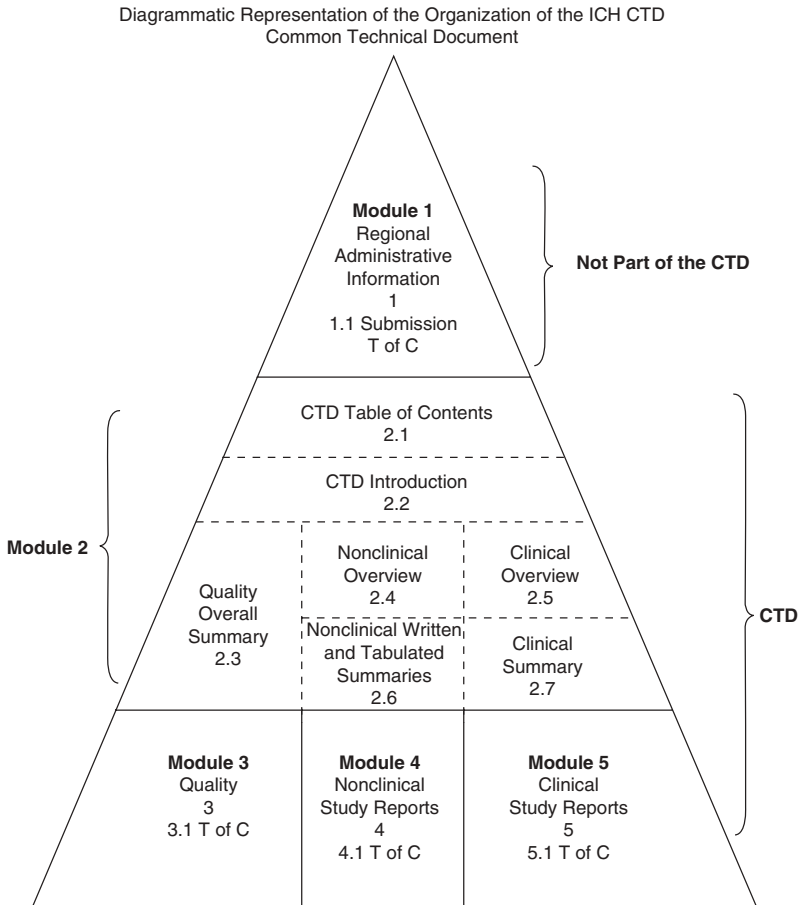 Diagrammatic Representation of the Organization of the ICH CTD
Common Technical Document
Module 1
Regional
Administrative
Information
1
1.1 Submission
T of C
Not Part of the CTD
CTD Table of Contents
2.1
CTD Introduction
2.2
Module 2
Quality
Overall
Summary
2.3
Nonclinical
Overview
2.4
Clinical
Overview
2.5
Nonclinical Written
and Tabulated
Summaries
2.6
Clinical
Summary
2.7
CTD
Module 3
Quality
3
3.1 T of C
Module 4
Nonclinical
Study Reports
4
4.1 T of C
Module 5
Clinical
Study Reports
5
5.1 T of C